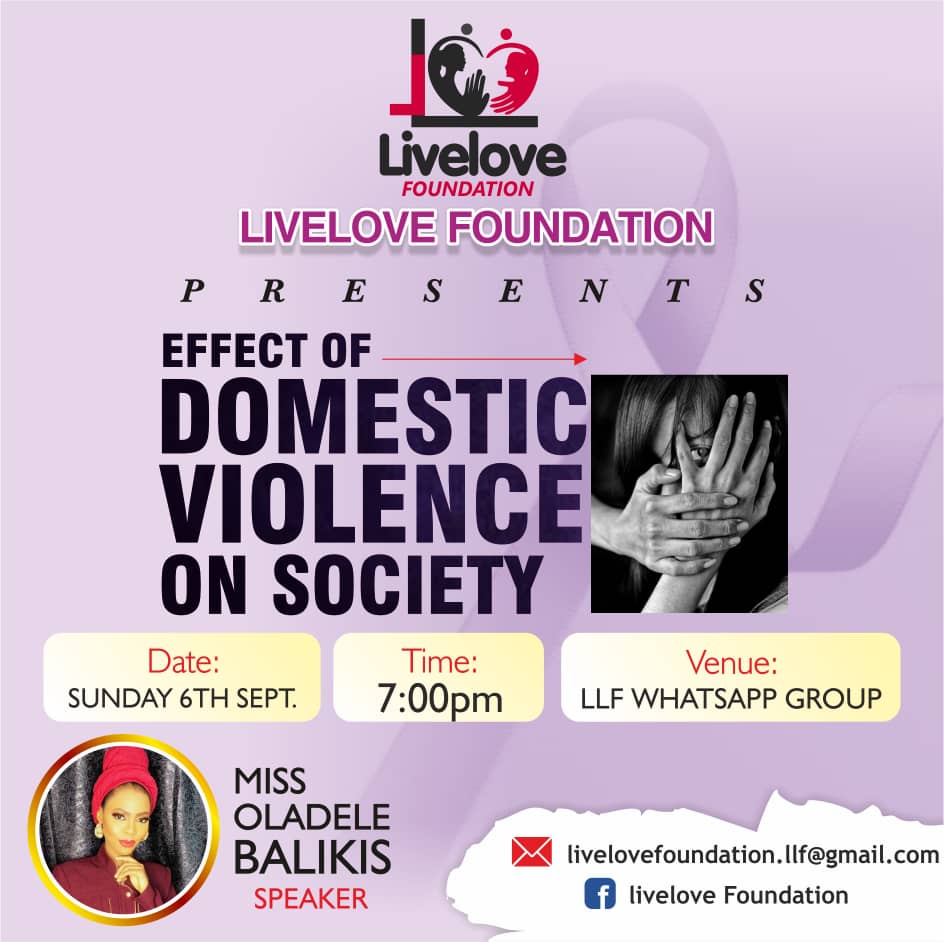 Livelove
FOUNDATION
LIVELOVE FOUNDATION
PRESENTS
EFFECT OF
DOMESTIC
VIOLENCE
ON SOCIETY
Date:
SUNDAY 6TH SEPT.
Time:
7:00pm
Venue:
LLF WHATSAPP GROUP
MISS
OLADELE
BALIKIS
SPEAKER
livelovefoundation.llf@gmail.com
livelove Foundation